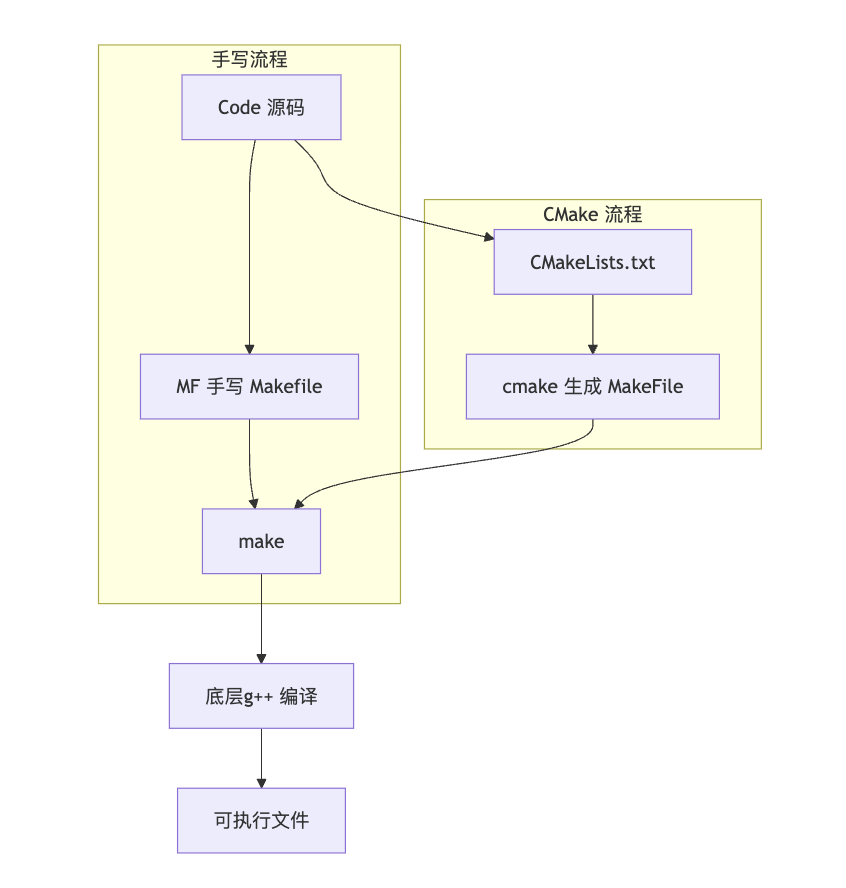 手写流程
Code 源码
CMake 流程
CMakeLists.txt
MF 手写 Makefile
cmake 生成 MakeFile
make
底层g++ 编译
可执行文件